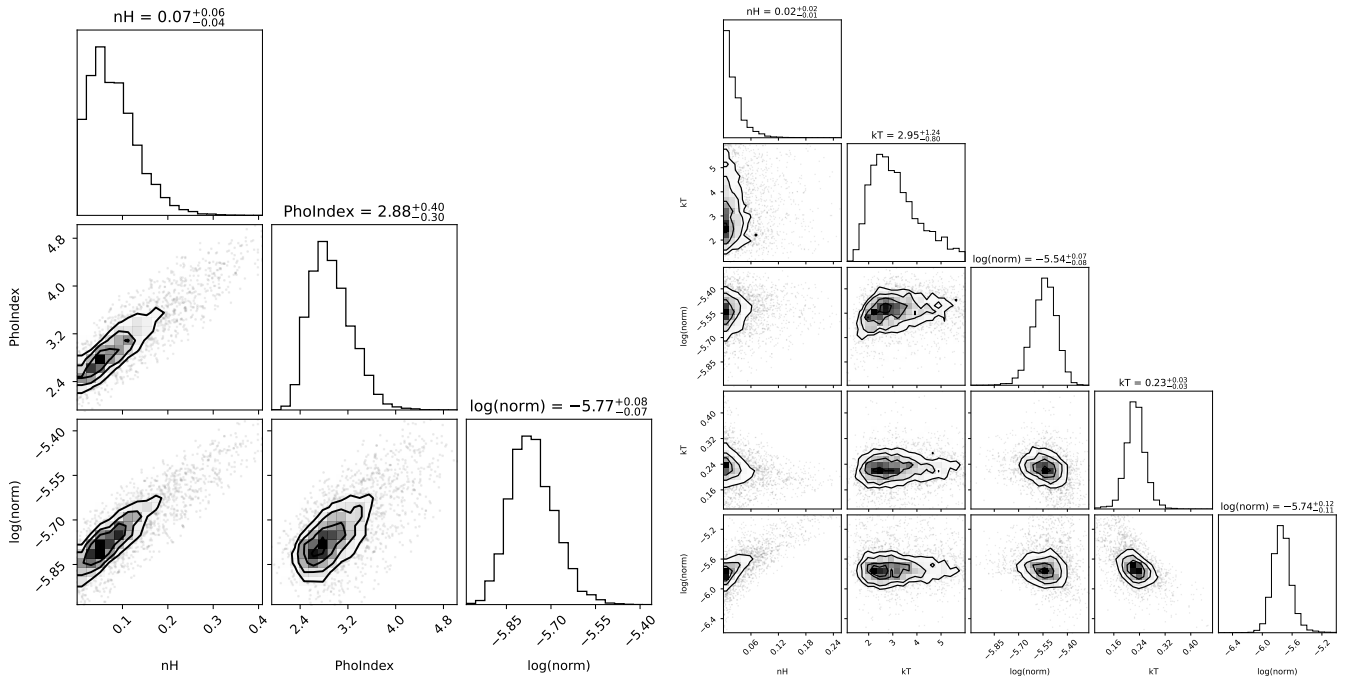 nH = 0.07+0.06−0.04
PhoIndex = 2.88+0.40−0.30
4.8
4.0
3.2
2.4
PhoIndex
log(norm) = −5.77+0.08−0.07
−5.40
−5.55
−5.70
−5.85
log(norm)
0.1
0.2
0.3
0.4
nH
2.4
3.2
4.0
4.8
PhoIndex
−5.85
−5.70
−5.55
−5.40
log(norm)
nH = 0.02+0.02−0.01
kT = 2.95+1.24−0.80
5
4
3
2
kT
log(norm) = −5.54+0.07−0.08
−5.40
−5.55
−5.70
−5.85
log(norm)
kT = 0.23+0.03−0.03
0.40
0.32
0.24
0.16
kT
log(norm) = −5.74+0.12−0.11
−5.2
−5.6
−6.0
−6.4
log(norm)
0.06
0.12
0.18
0.24
nH
2
3
4
5
kT
−5.85
−5.70
−5.55
−5.40
log(norm)
0.16
0.24
0.32
0.40
kT
−6.4
−6.0
−5.6
−5.2
log(norm)